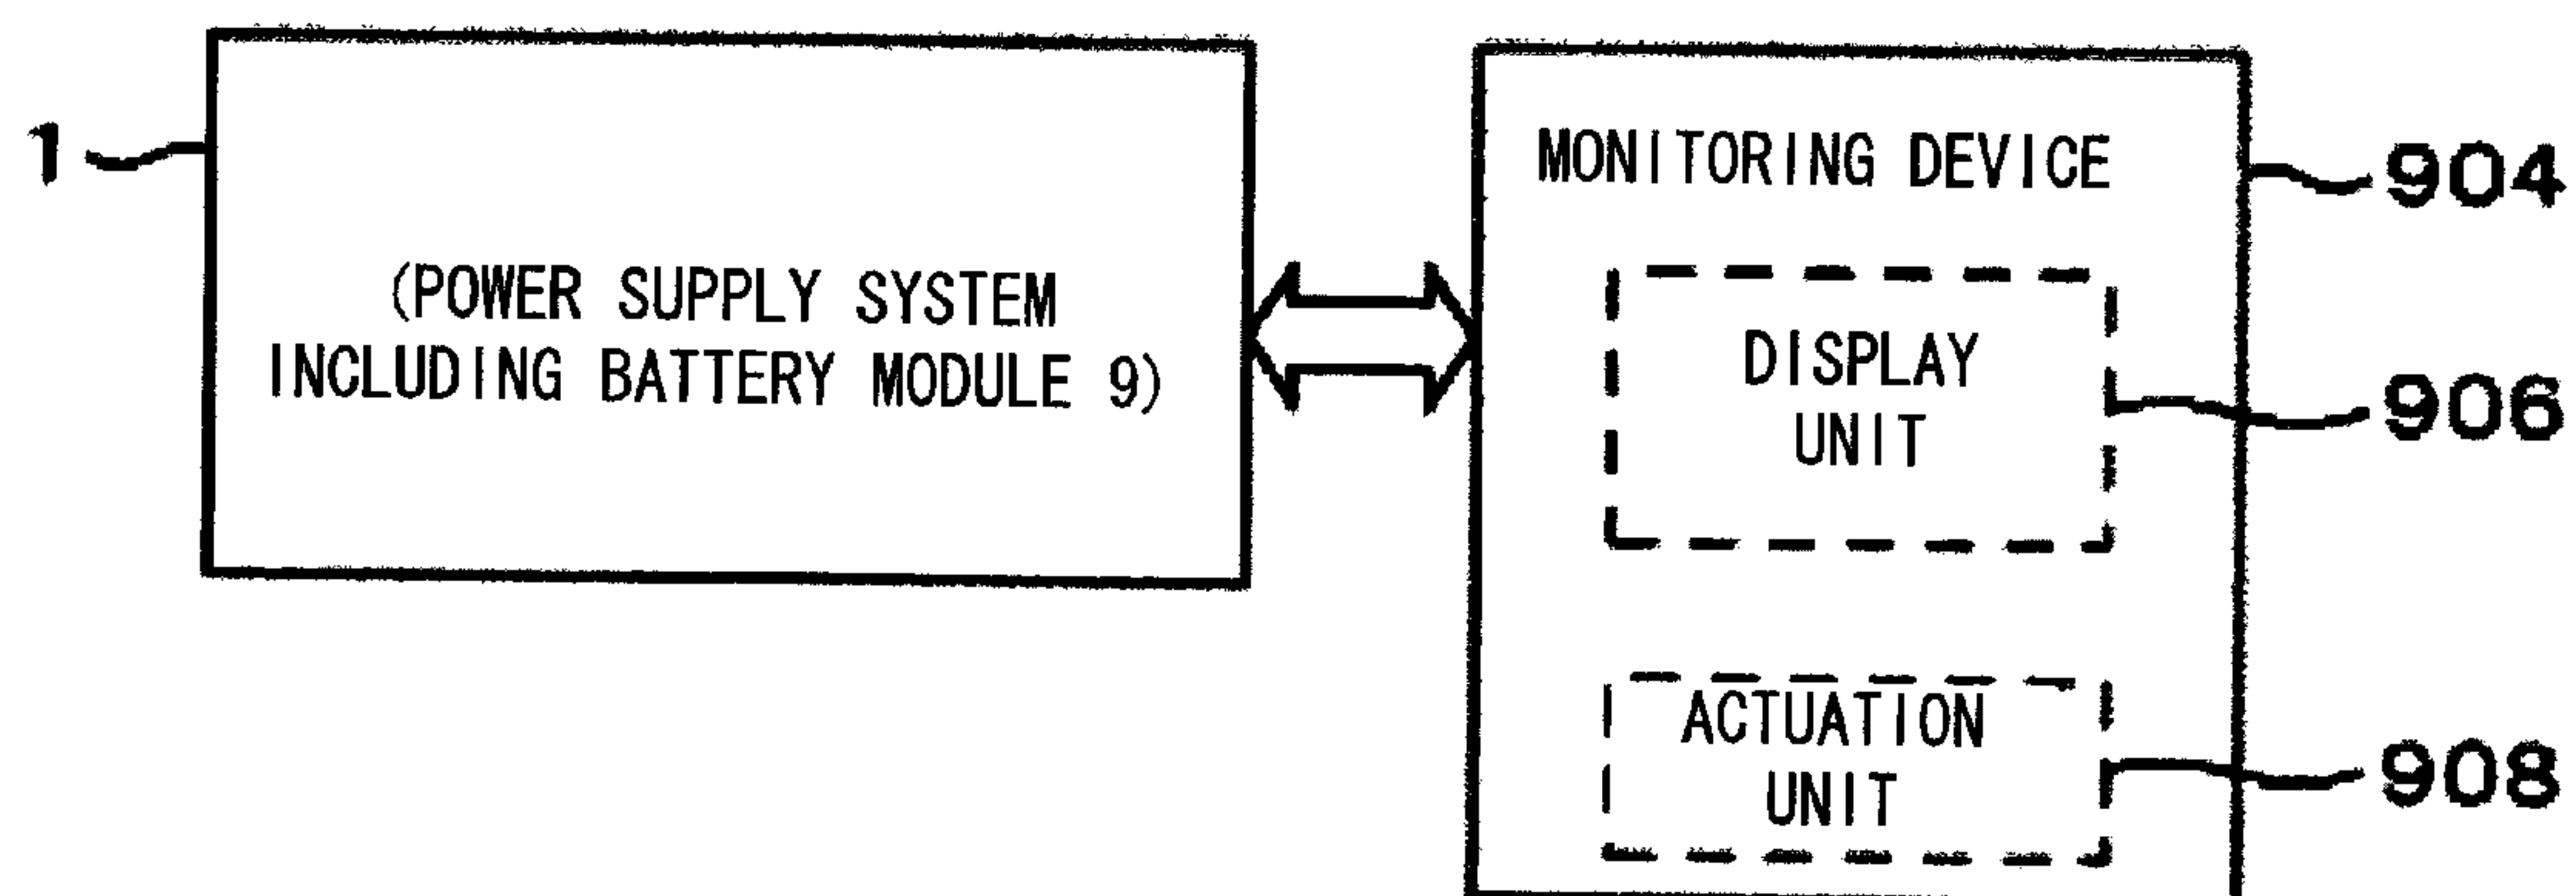 1
(POWER SUPPLY SYSTEM
INCLUDING BATTERY MODULE 9)
MONITORING DEVICE
904
DISPLAY
UNIT
906
ACTUATION
UNIT
908